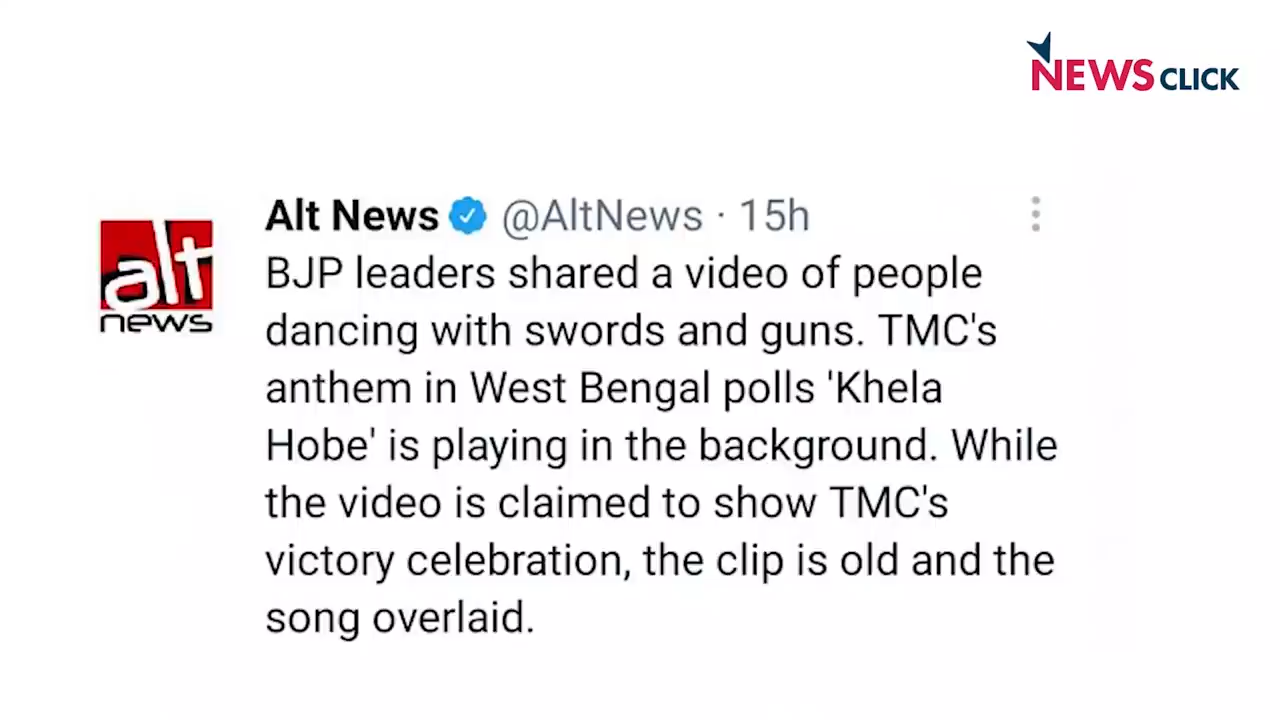 NEWS CLICK
alt
news
Alt News @AltNews · 15h
BJP leaders shared a video of people
dancing with swords and guns. TMC's
anthem in West Bengal polls 'Khela
Hobe' is playing in the background. While
the video is claimed to show TMC's
victory celebration, the clip is old and the
song overlaid.